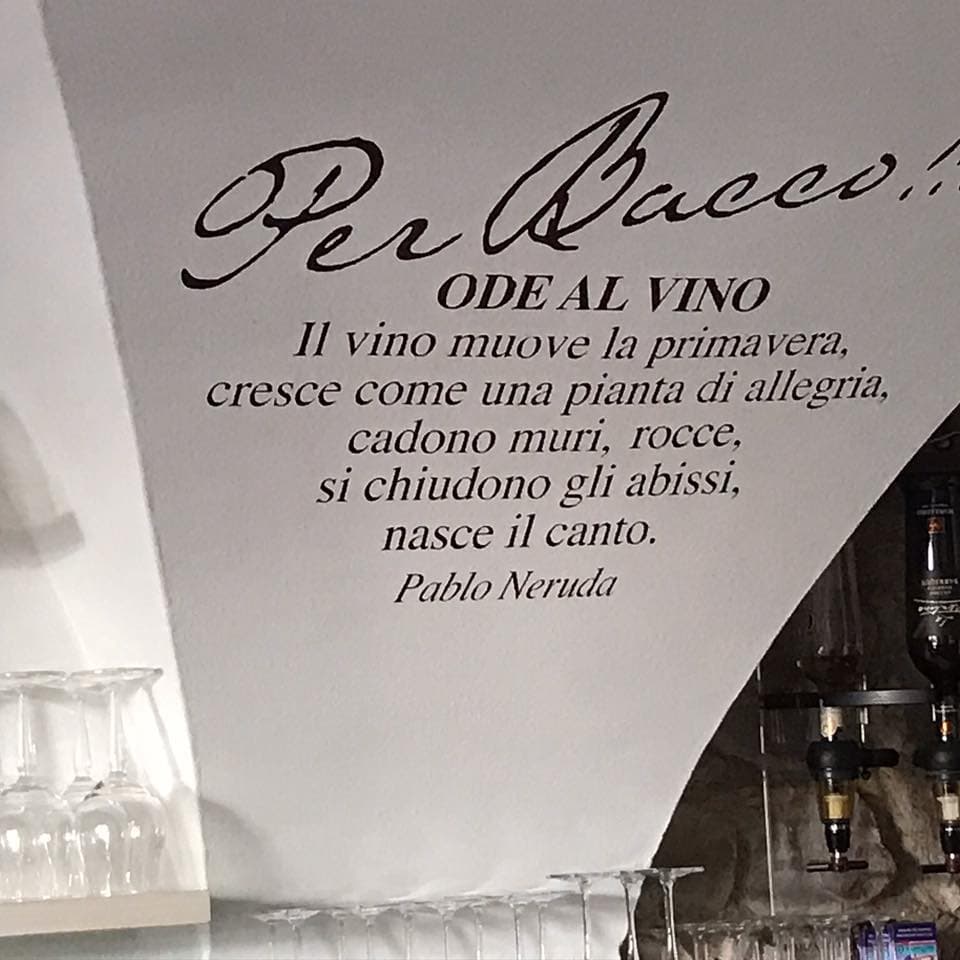 Per Bacco!!
ODE AL VINO
Il vino muove la primavera,
cresce come una pianta di allegria,
cadono muri, rocce,
si chiudono gli abissi,
nasce il canto.
Pablo Neruda